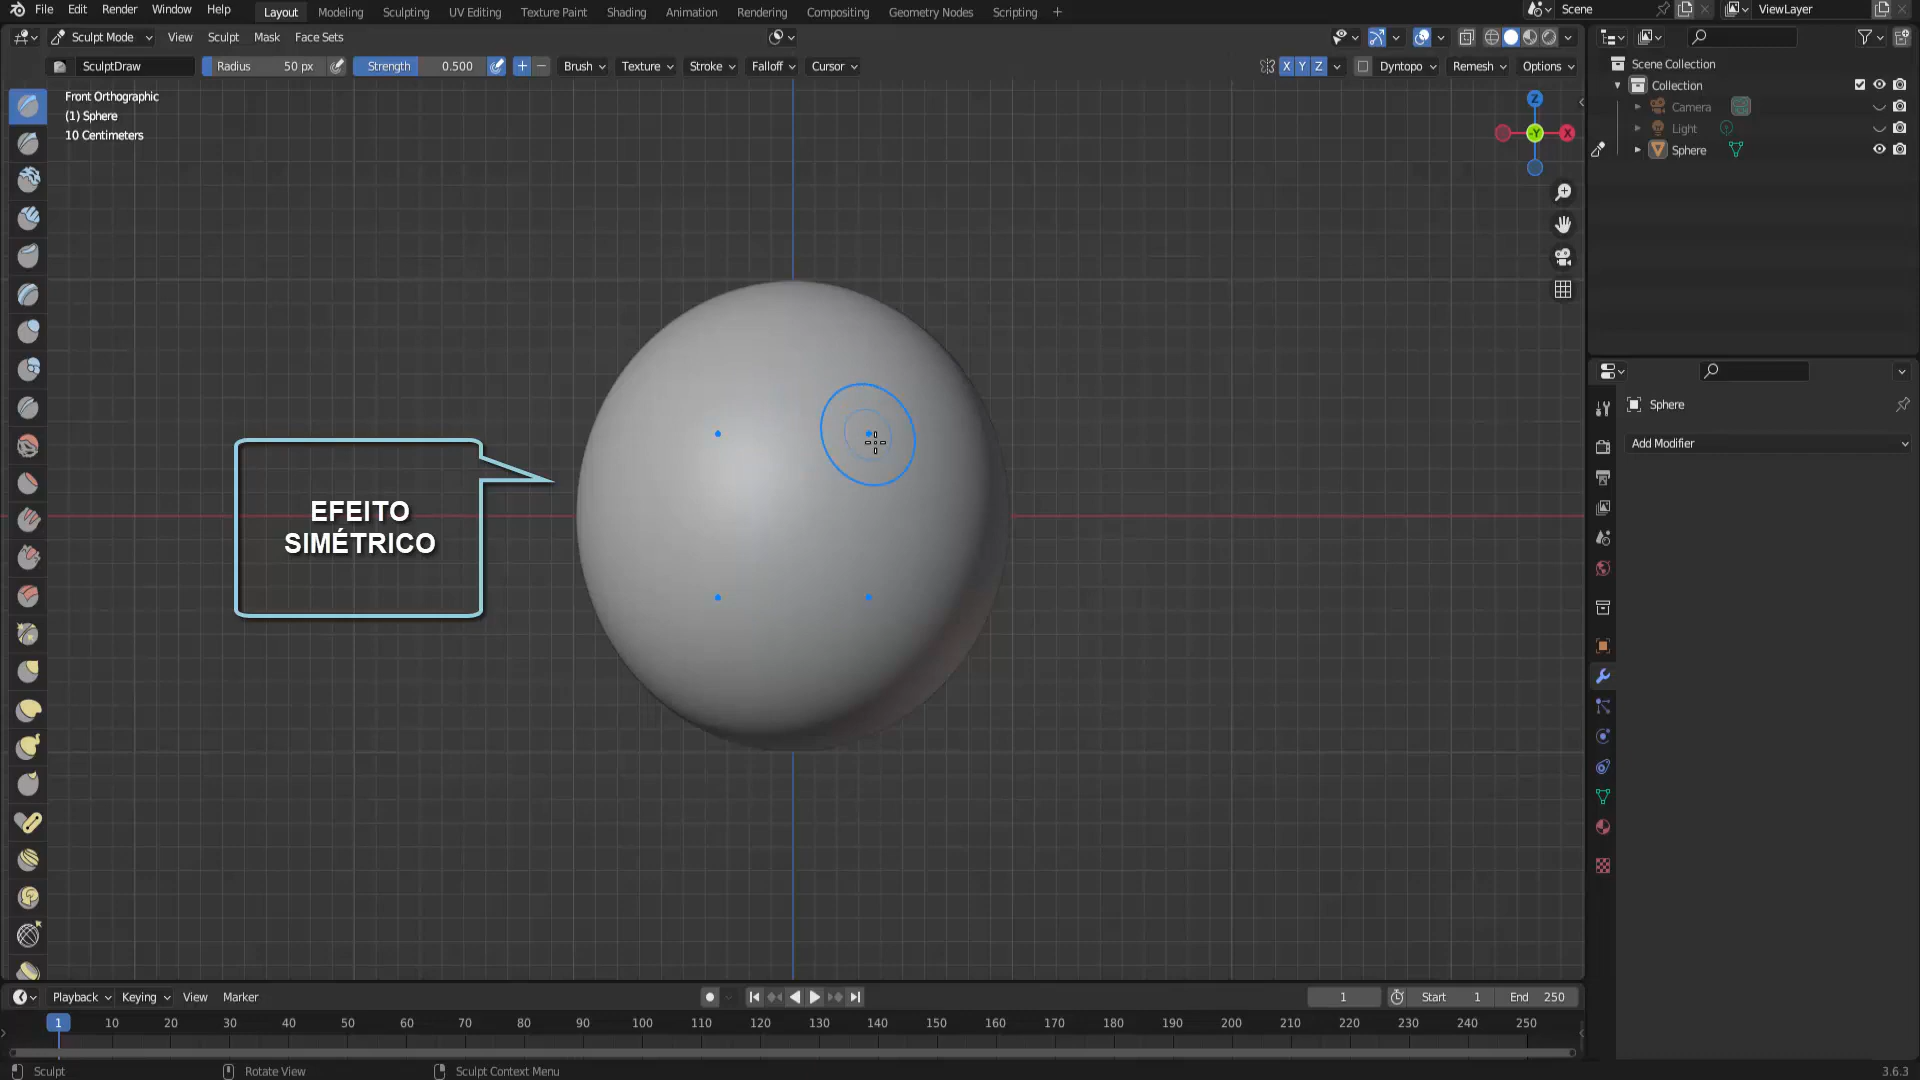 File Edit Render Window Help Layout Modeling Sculpting UV Editing Texture Paint Shading Animation Rendering Compositing Geometry Nodes Scripting + Scene ViewLayer
Sculpt Mode View Sculpt Mask Face Sets
SculptDraw Radius 50 px Strength 0.500 + − Brush Texture Stroke Falloff Cursor X Y Z Dyntopo Remesh Options
Front Orthographic
(1) Sphere
10 Centimeters
Z
-Y
X
EFEITO
SIMÉTRICO
Scene Collection
Collection
Camera
Light
Sphere
Sphere
Add Modifier
Playback Keying View Marker 1 Start 1 End 250
1 10 20 30 40 50 60 70 80 90 100 110 120 130 140 150 160 170 180 190 200 210 220 230 240 250
Sculpt Rotate View Sculpt Context Menu 3.6.3